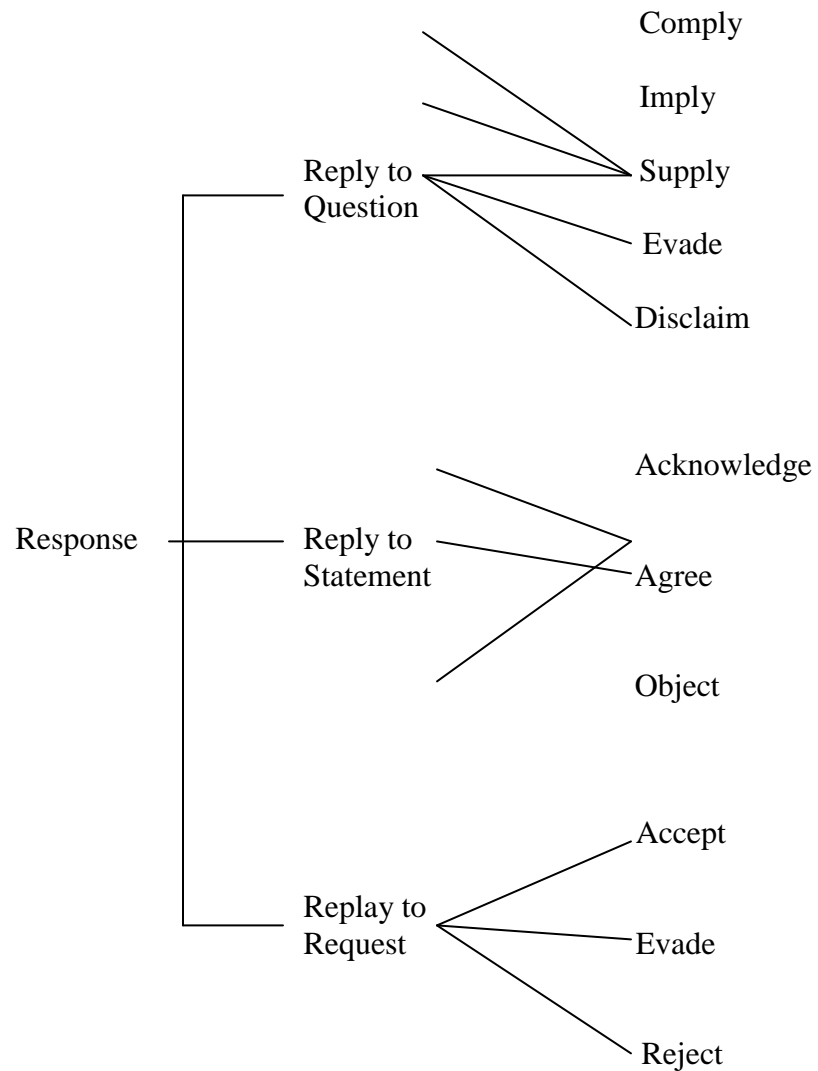 Comply
Imply
Reply to
Question
Supply
Evade
Disclaim
Response
Reply to
Statement
Acknowledge
Agree
Object
Replay to
Request
Accept
Evade
Reject